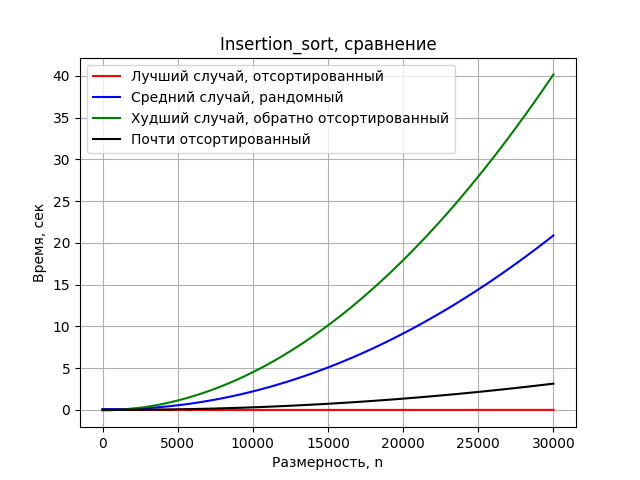 Insertion_sort, сравнение
Лучший случай, отсортированный
Средний случай, рандомный
Худший случай, обратно отсортированный
Почти отсортированный
Время, сек
40
35
30
25
20
15
10
5
0
0 5000 10000 15000 20000 25000 30000
Размерность, n